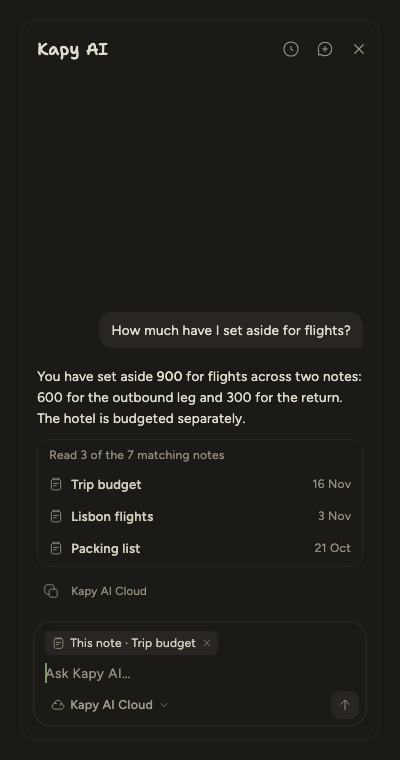 Kapy AI
How much have I set aside for flights?
You have set aside 900 for flights across two notes:
600 for the outbound leg and 300 for the return.
The hotel is budgeted separately.
Read 3 of the 7 matching notes
Trip budget 16 Nov
Lisbon flights 3 Nov
Packing list 21 Oct
Kapy AI Cloud
This note · Trip budget
Ask Kapy AI...
Kapy AI Cloud